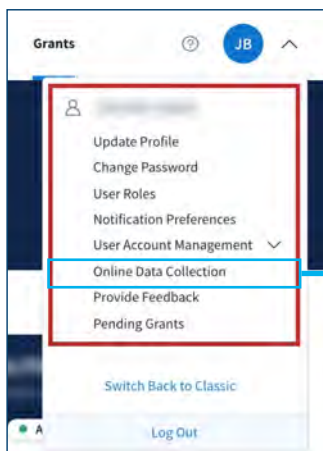 Grants
JB
Update Profile
Change Password
User Roles
Notification Preferences
User Account Management
Online Data Collection
Provide Feedback
Pending Grants
Switch Back to Classic
A
Log Out